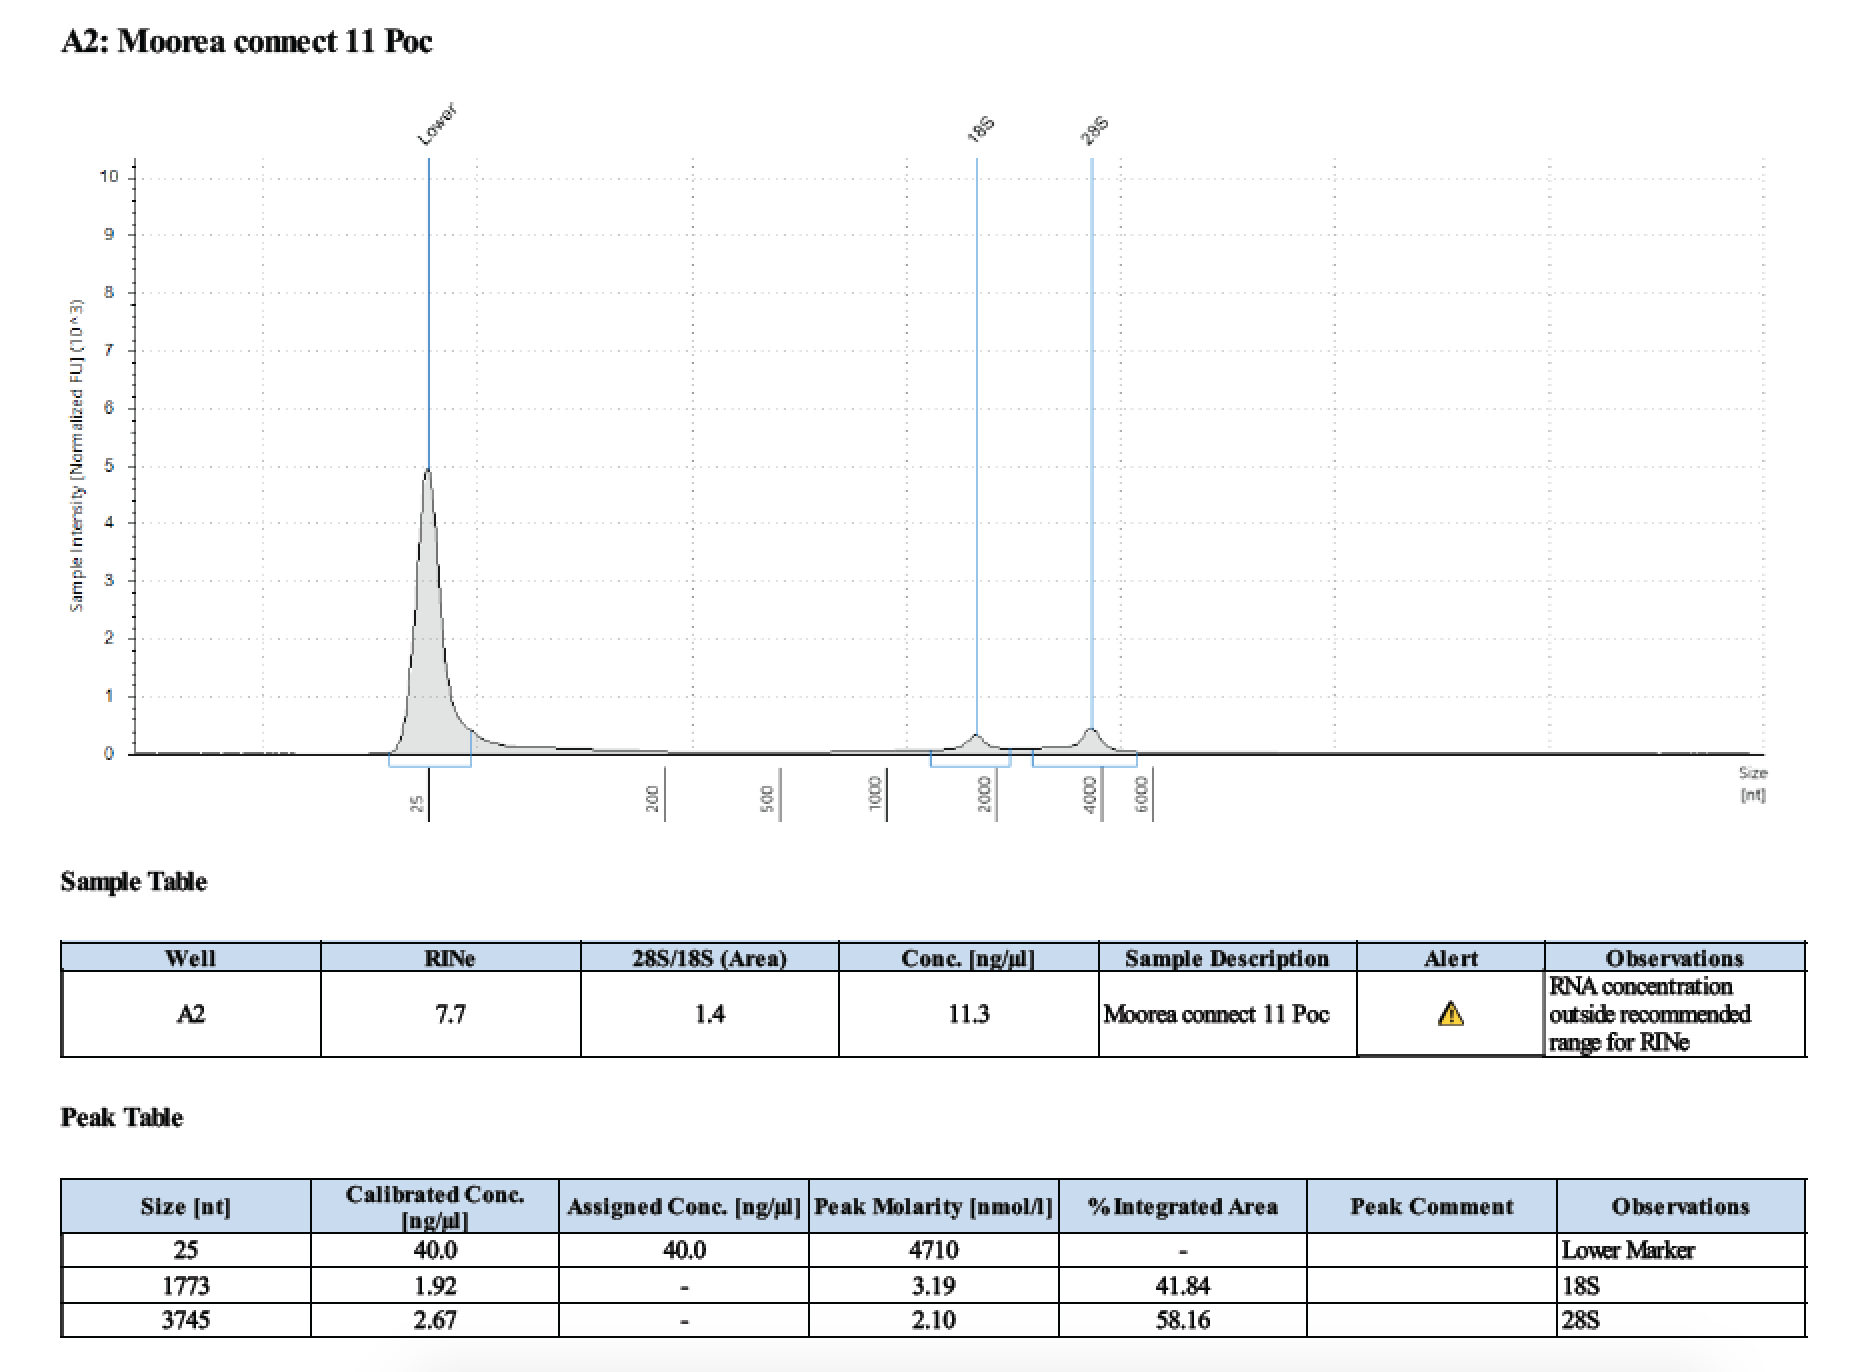 A2: Moorea connect 11 Poc
Lower
18S
28S
Sample Intensity [Normalized FU] (10^3)
10
9
8
7
6
5
4
3
2
1
0
25
200
500
1000
2000
4000
6000
Size
[nt]
Sample Table
Well RINe 28S/18S (Area) Conc. [ng/µl] Sample Description Alert Observations
A2 7.7 1.4 11.3 Moorea connect 11 Poc RNA concentration
outside recommended
range for RINe
Peak Table
Size [nt] Calibrated Conc. [ng/µl] Assigned Conc. [ng/µl] Peak Molarity [nmol/l] % Integrated Area Peak Comment Observations
25 40.0 40.0 4710 - Lower Marker
1773 1.92 - 3.19 41.84 18S
3745 2.67 - 2.10 58.16 28S